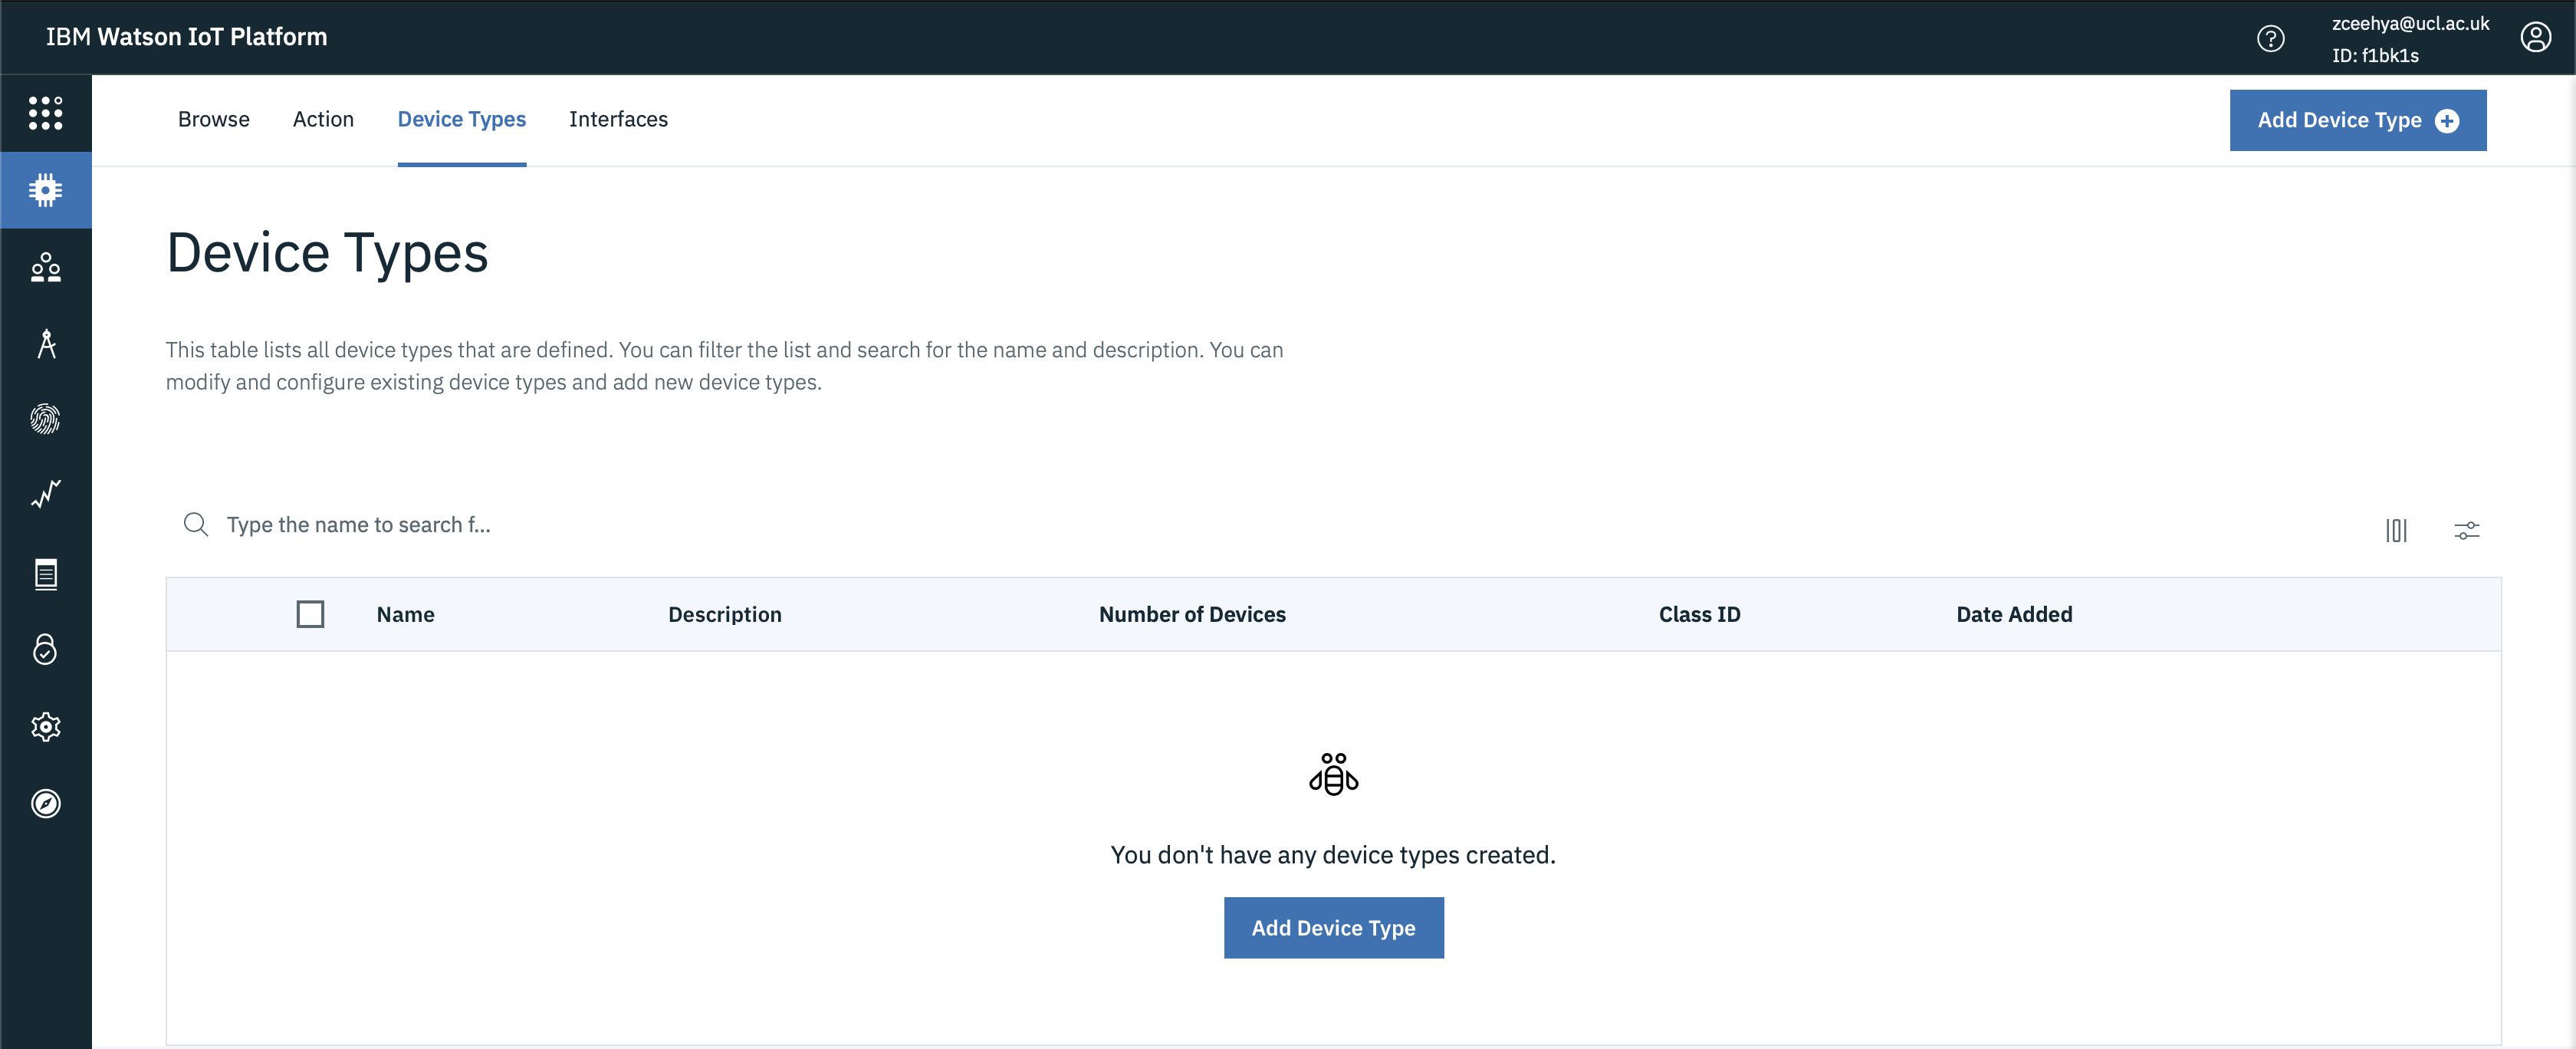 IBM Watson IoT Platform
zceehya@ucl.ac.uk
ID: f1bk1s
Browse Action Device Types Interfaces
Add Device Type
Device Types
This table lists all device types that are defined. You can filter the list and search for the name and description. You can
modify and configure existing device types and add new device types.
Type the name to search f...
Name Description Number of Devices Class ID Date Added
You don't have any device types created.
Add Device Type